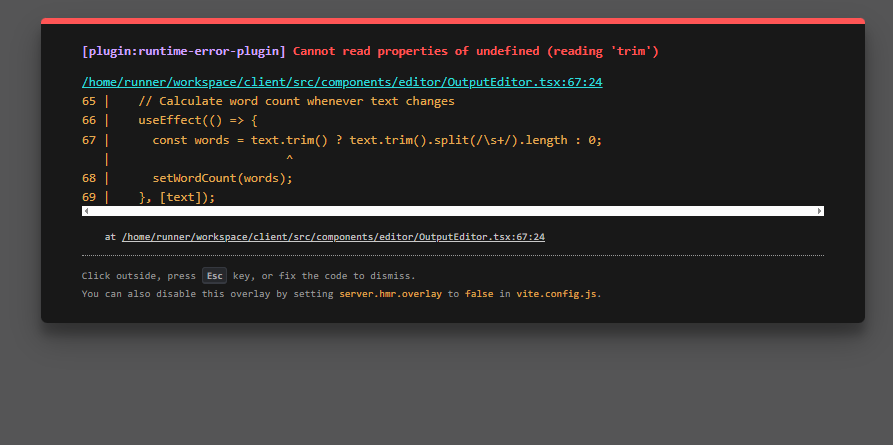 [plugin:runtime-error-plugin] Cannot read properties of undefined (reading 'trim')
/home/runner/workspace/client/src/components/editor/OutputEditor.tsx:67:24
65 |    // Calculate word count whenever text changes
66 |    useEffect(() => {
67 |      const words = text.trim() ? text.trim().split(/\s+/).length : 0;
   |                        ^
68 |      setWordCount(words);
69 |    }, [text]);
at /home/runner/workspace/client/src/components/editor/OutputEditor.tsx:67:24
Click outside, press Esc key, or fix the code to dismiss.
You can also disable this overlay by setting server.hmr.overlay to false in vite.config.js.